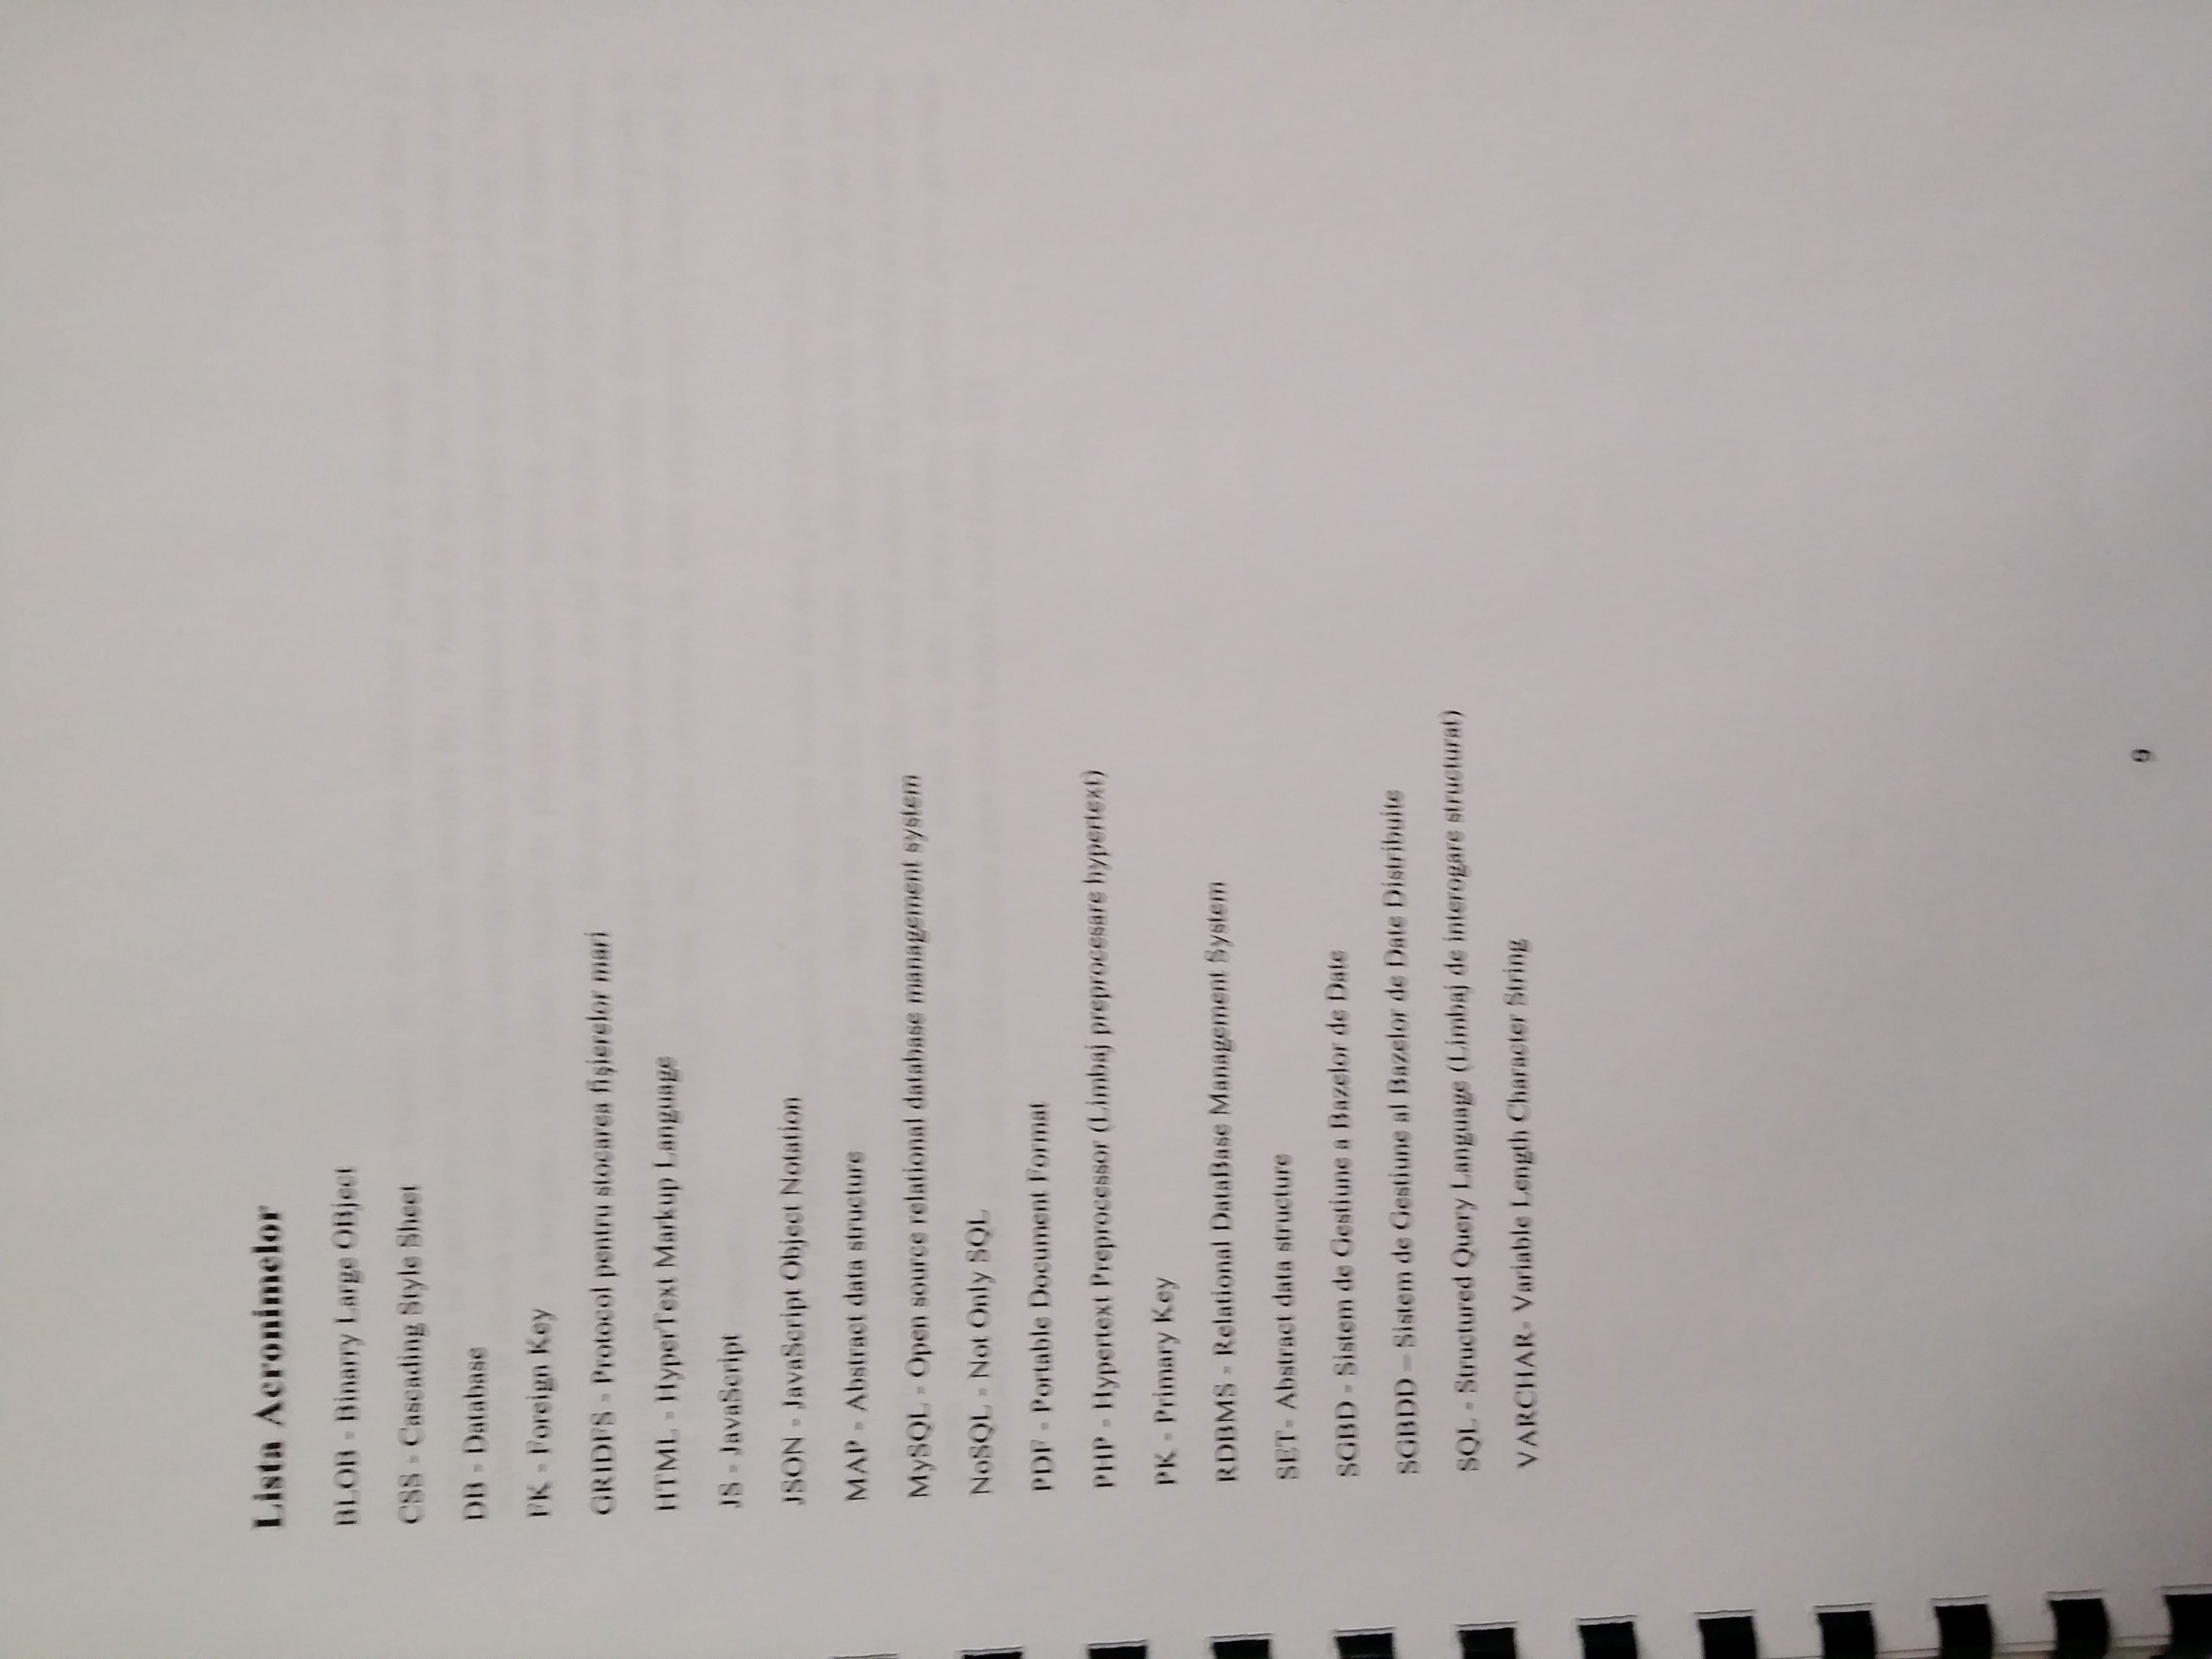 Lista Acronimelor
BLOB - Binarry Large OBject
CSS - Cascading Style Sheet
DB - Database
FK - Foreign Key
GRIDFS - Protocol pentru stocarea fişierelor mari
HTML - HyperText Markup Language
JS - JavaScript
JSON - JavaScript Object Notation
MAP - Abstract data structure
MySQL - Open source relational database management system
NoSQL - Not Only SQL
PDF - Portable Document Format
PHP - Hypertext Preprocessor (Limbaj preprocesare hypertext)
PK - Primary Key
RDBMS - Relational DataBase Management System
SET- Abstract data structure
SGBD - Sistem de Gestiune a Bazelor de Date
SGBDD – Sistem de Gestiune al Bazelor de Date Distribuite
SQL - Structured Query Language (Limbaj de interogare structurat)
VARCHAR- Variable Length Character String
9